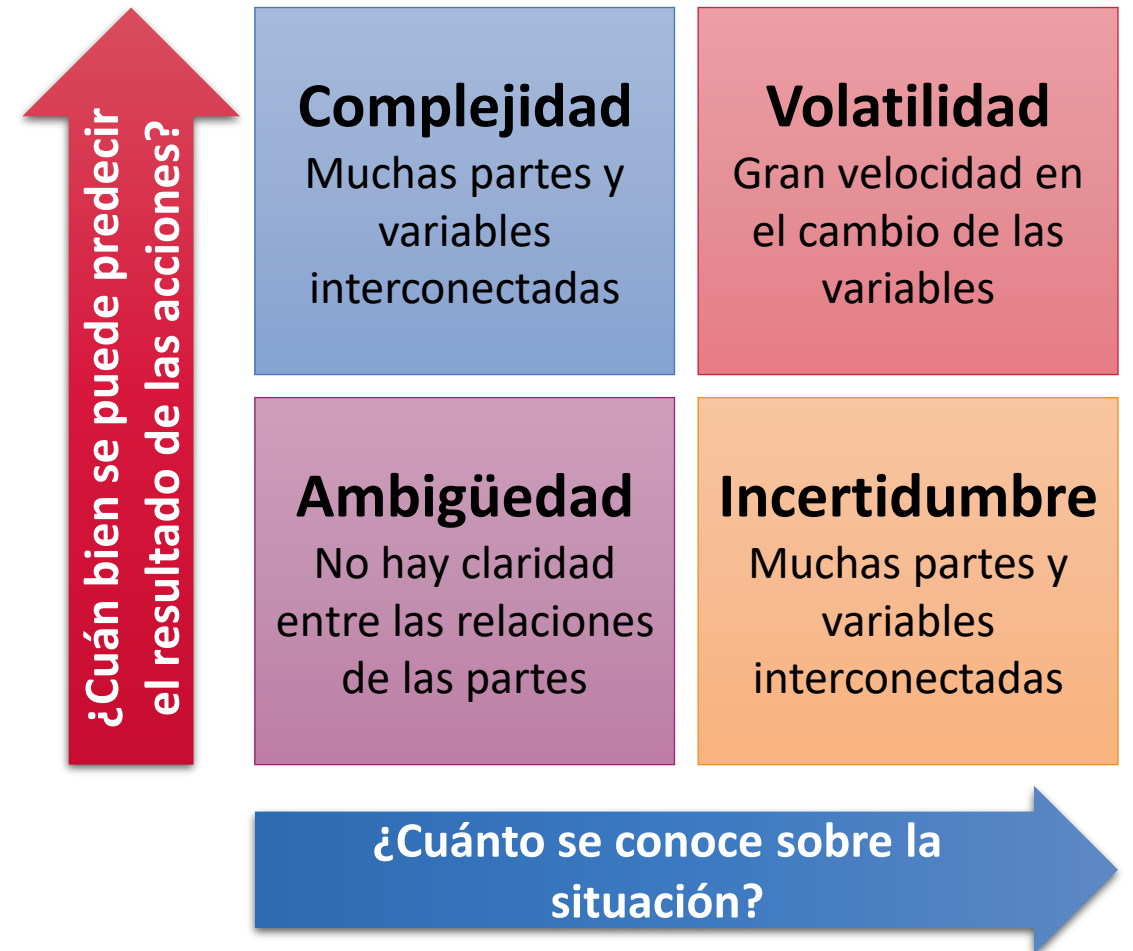 ¿Cuán bien se puede predecir
el resultado de las acciones?
Complejidad
Muchas partes y
variables
interconectadas
Volatilidad
Gran velocidad en
el cambio de las
variables
Ambigüedad
No hay claridad
entre las relaciones
de las partes
Incertidumbre
Muchas partes y
variables
interconectadas
¿Cuánto se conoce sobre la
situación?